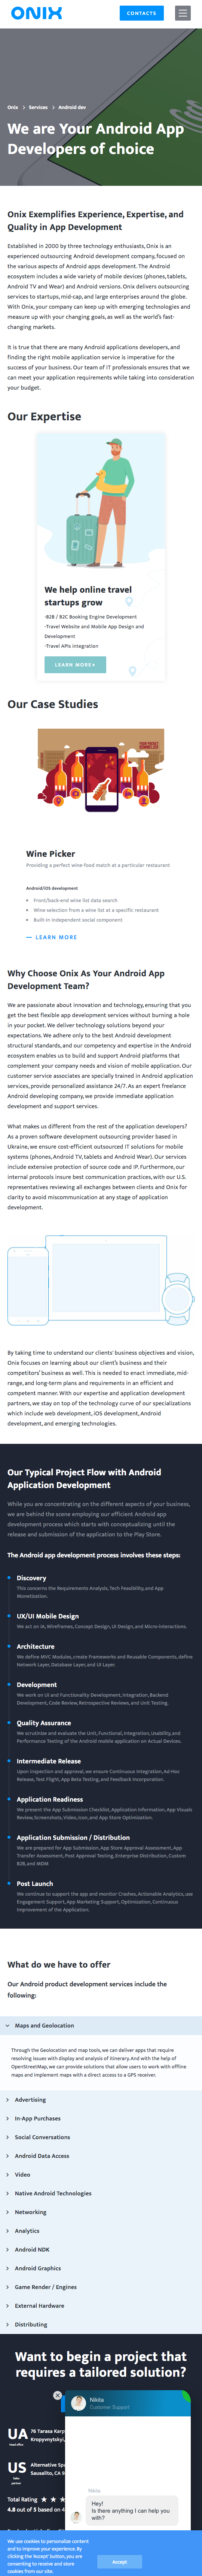 ONIX
CONTACTS
Onix > Services > Android dev
We are Your Android App
Developers of choice
Onix Exemplifies Experience, Expertise, and
Quality in App Development
Established in 2000 by three technology enthusiasts, Onix is an
experienced outsourcing Android development company, focused on
the various aspects of Android apps development. The Android
ecosystem includes a wide variety of mobile devices (phones, tablets,
Android TV and Wear) and Android versions. Onix delivers outsourcing
services to startups, mid-cap, and large enterprises around the globe.
With Onix, your company can keep up with emerging technologies and
measure up with your changing goals, as well as the world's fast-
changing markets.
It is true that there are many Android applications developers, and
finding the right mobile application service is imperative for the
success of your business. Our team of IT professionals ensures that we
can meet your application requirements while taking into consideration
your budget.
Our Expertise
We help online travel
startups grow
-B2B / B2C Booking Engine Development
-Travel Website and Mobile App Design and
Development
-Travel APIs integration
LEARN MORE»
Our Case Studies
Wine Picker
Providing a perfect wine-food match at a particular restaurant
Android/iOS development
Front/back-end wine list data search
Wine selection from a wine list at a specific restaurant
Built-in independent social component
LEARN MORE
Why Choose Onix As Your Android App
Development Team?
We are passionate about innovation and technology, ensuring that you
get the best flexible app development services without burning a hole
in your pocket. We deliver technology solutions beyond your
expectations. We adhere only to the best Android development
structural standards, and our expertise and expertise in the Android
ecosystem enables us to build and support Android platforms that
complement your company needs and vision of mobile application. Our
customer service associates are specially trained in Android application
services, provide personalized assistance 24/7. As an expert freelance
Android developing company, we provide immediate application
development and support services.
What makes us different from the rest of the application developers?
As a proven software development outsourcing provider based in
Ukraine, we ensure cost-efficient outsourced IT solutions for mobile
systems (phones, Android TV, tablets and Android Wear). Our services
include extensive protection of source code and IP. Furthermore, our
internal protocols insure best communication practices, with our U.S.
representatives reviewing all exchanges between clients and Onix for
clarity to avoid miscommunication at any stage of application
development.
By taking time to understand our clients' business objectives and vision,
Onix focuses on learning about our client's business and their
competitors' business as well. This is needed to enact immediate, mid-
range, and long-term plans and requirements in an efficient and
competent manner. With our expertise and application development
partners, we stay on top of the technology curve of our specializations
which include web development, iOS development, Android
development, and emerging technologies.
Our Typical Project Flow with Android
Application Development
While you are concentrating on the different aspects of your business,
we are behind the scene employing our efficient Android app
development process which starts with conceptualizing until the
release and submission of the application to the Play Store.
The Android app development process involves these steps:
Discovery
This concerns the Requirements Analysis, Tech Feasibility, and App
Monetization.
UX/UI Mobile Design
We act on IA, Wireframes, Concept Design, UI Design, and Micro-interactions.
Architecture
We define MVC Modules, create Frameworks and Reusable Components, define
Network Layer, Database Layer, and UI Layer.
Development
We work on UI and Functionality Development, Integration, Backend
Development, Code Review, Retrospective Reviews, and Unit Testing.
Quality Assurance
We scrutinise and evaluate the Unit, Functional, Integration, Usability, and
Performance Testing of the Android mobile application on Actual Devices.
Intermediate Release
Upon inspection and approval, we ensure Continuous Integration, Ad Hoc
Release, Test Flight, App Beta Testing, and Feedback Incorporation.
Application Readiness
We present the App Submission Checklist, Application Information, App Visuals
Review, Screenshots, Video, Icon, and App Store Optimisation.
Application Submission / Distribution
We are prepared for App Submission, App Store Approval Assessment, App
Transfer Assessment, Post Approval Testing, Enterprise Distribution, Custom
B2B, and MDM
Post Launch
We continue to support the app and monitor Crashes, Actionable Analytics, use
Engagement Support, App Marketing Support, Optimisation, Continuous
Improvement of the Application.
What do we have to offer
Our Android product development services include the
following:
Maps and Geolocation
Through the Geolocation and map tools, we can deliver apps that require
resolving issues with display and analysis of itinerary. And with the help of
OpenStreetMap, we can provide possibilities to allow users to work with offline
maps and implement maps with a direct access to a GPS receiver.
Advertising
In-App Purchases
Social Conversations
Android Data Access
Video
Native Android Technologies
Networking
Analytics
Android NDK
Android Graphics
Game Render / Engines
External Hardware
Distributing
Want to begin a project that
requires a tailored solution?
Nikita
Customer Support
UA
Head office
76 Tarasa Karp
Kropyvnytskyi,
US
Sales partner
Alternative Sp
Sausalito, CA 9
Nikita
Hey!
Is there anything I can help you
with?
Total Rating
4.8 out of 5 based on 4
We use cookies to personalize content
and to improve your experience. By
clicking the 'Accept' button, you are
consenting to receive and store
cookies from our site.
Accept